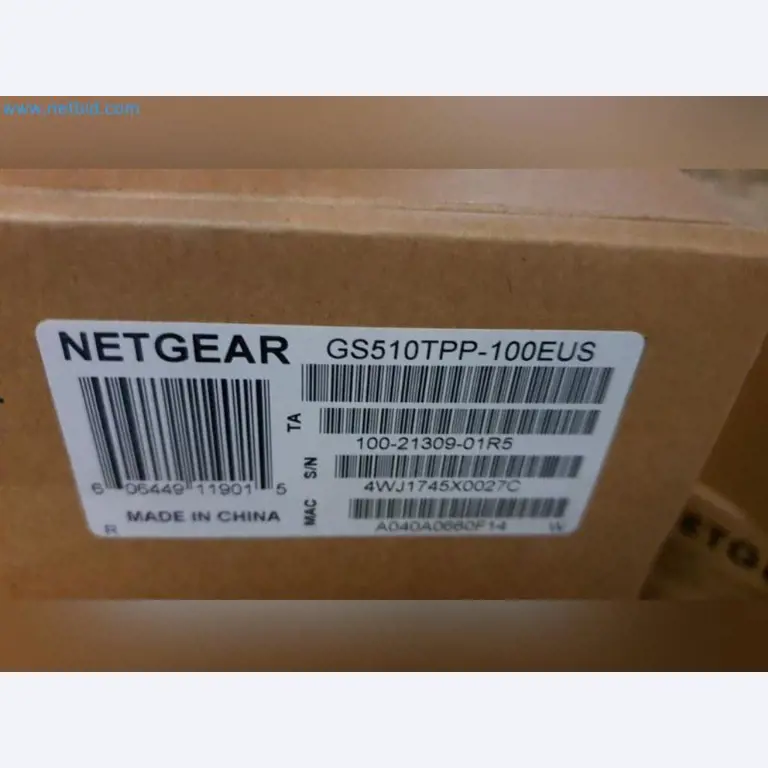 www.netbid.com
NETGEAR
GS510TPP-100EUS
TA
100-21309-01R5
S/N
4WJ1745X0027C
MAC
A040A0660F14
W
6 06449 11901 5
MADE IN CHINA
R
ETG